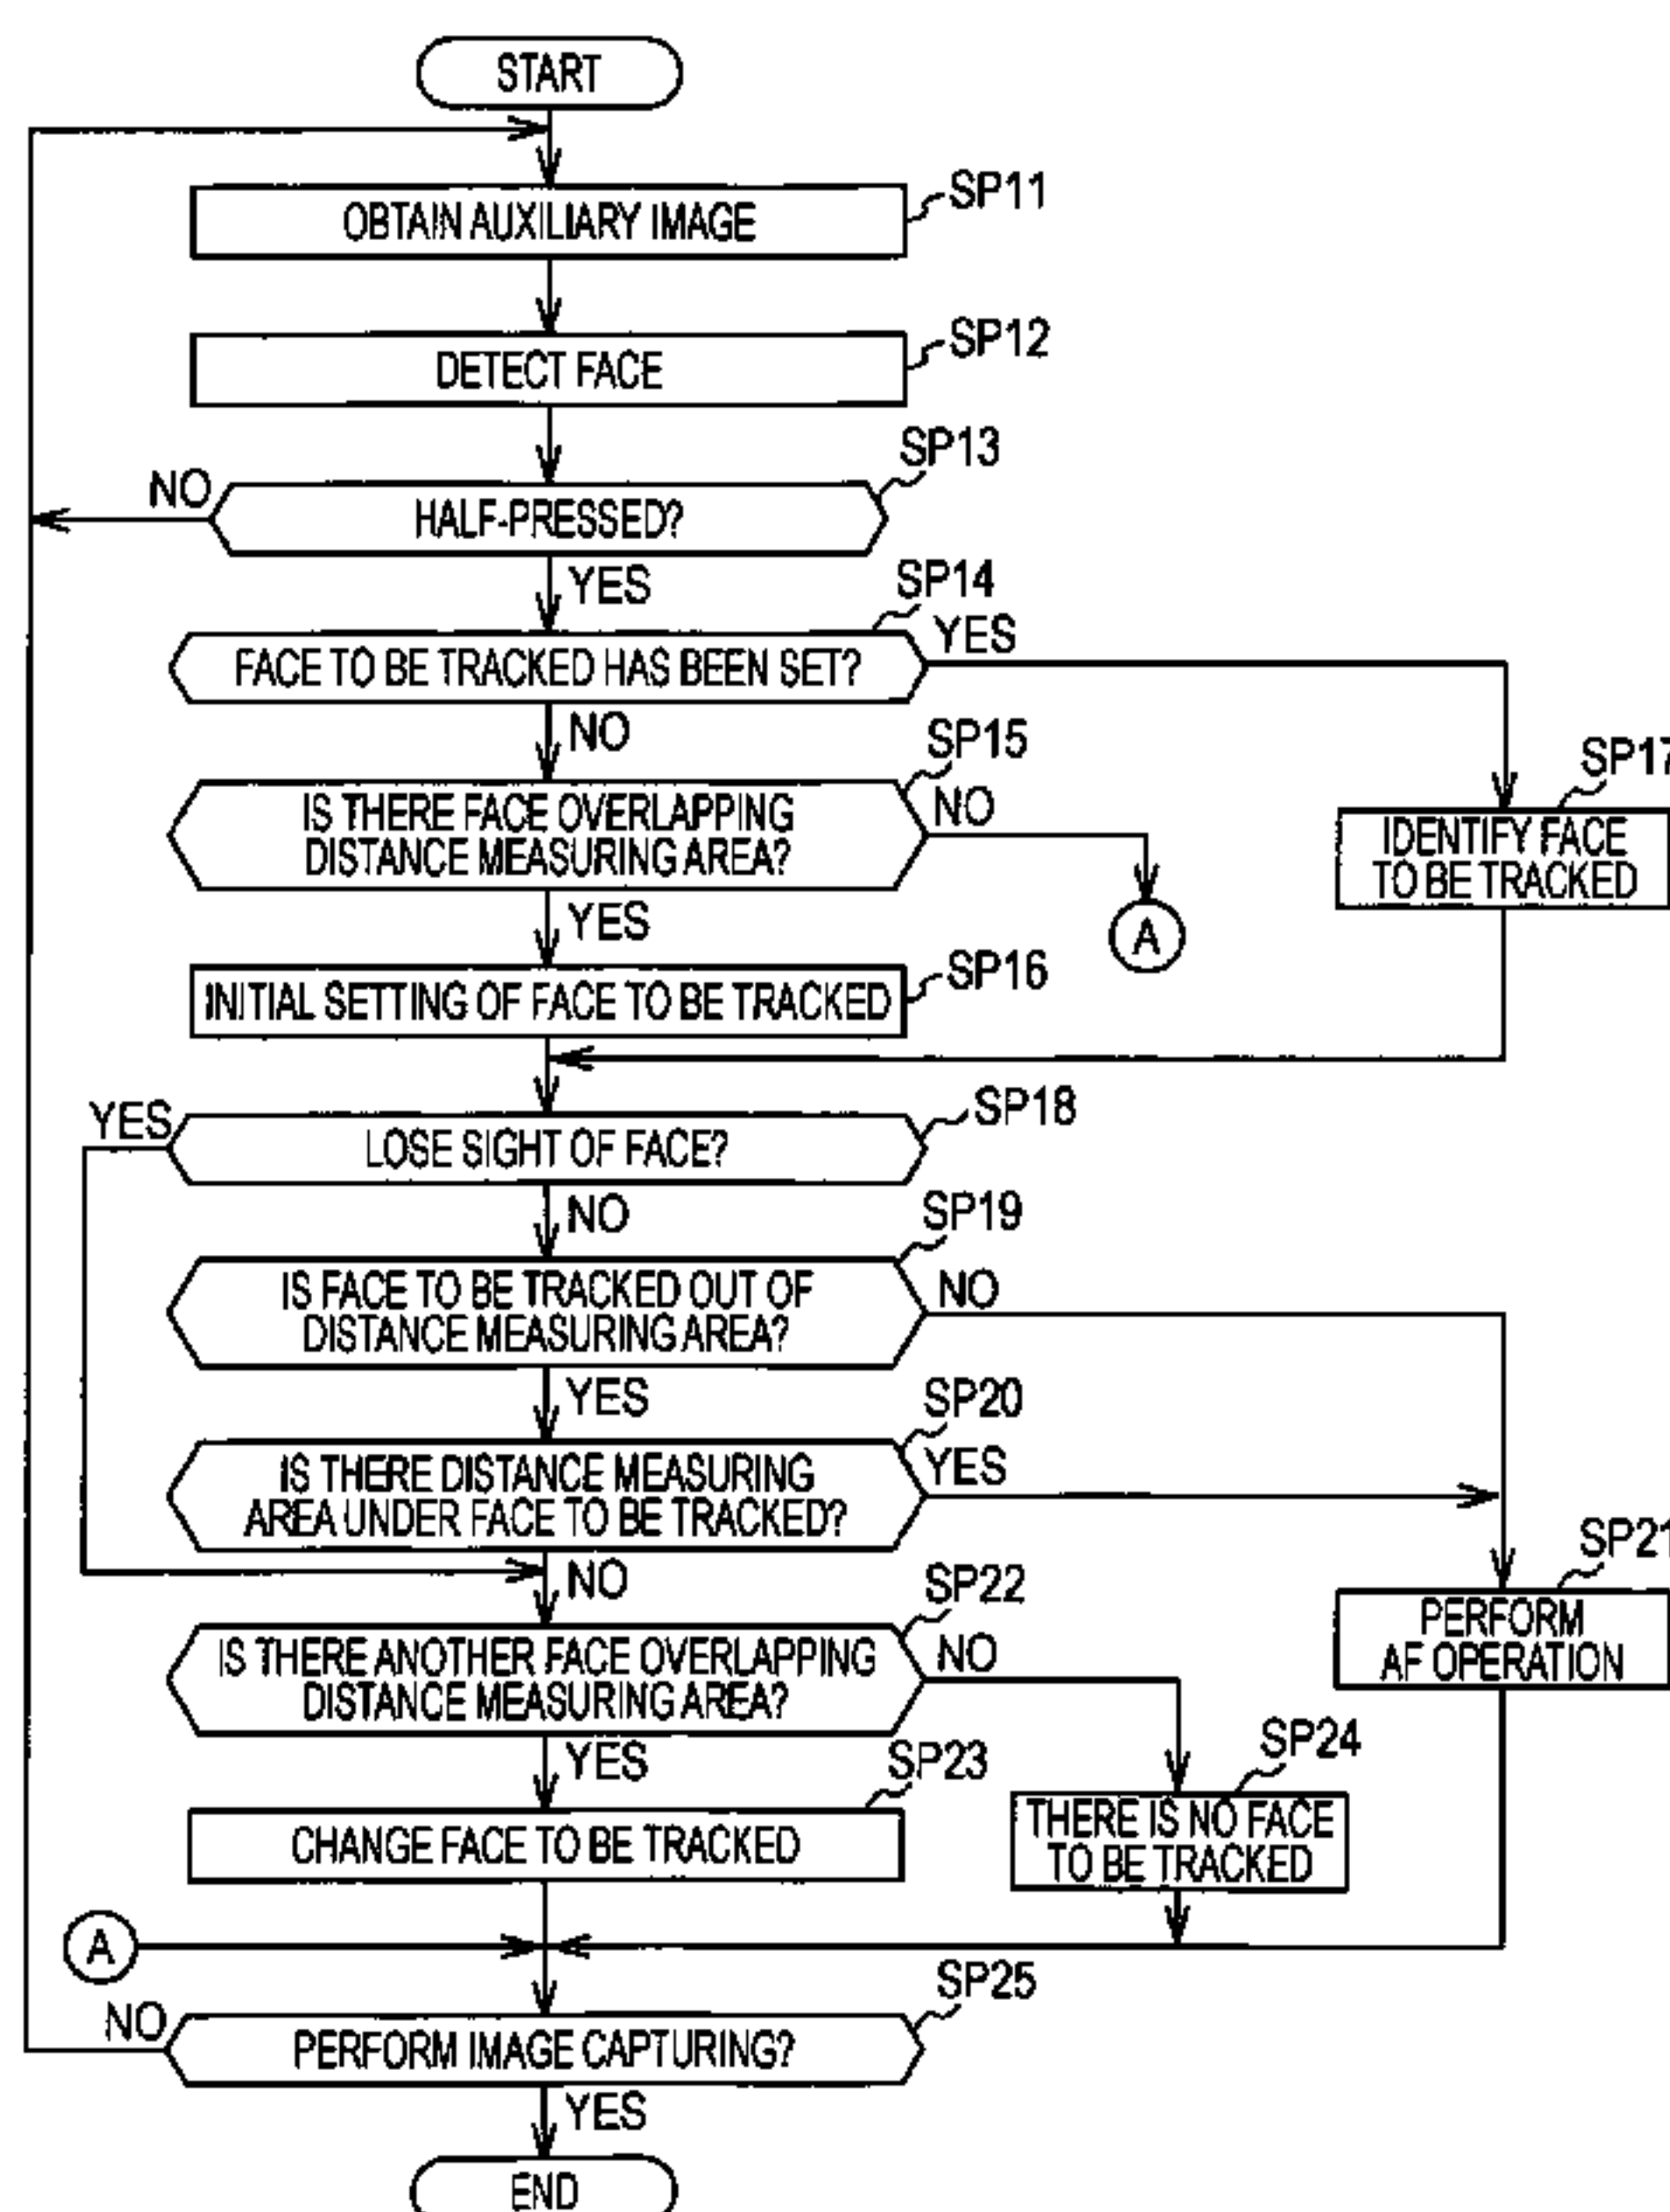 START
SP11
OBTAIN AUXILIARY IMAGE
SP12
DETECT FACE
SP13
NO
HALF-PRESSED?
YES
SP14
YES
FACE TO BE TRACKED HAS BEEN SET?
NO
SP15
NO
IS THERE FACE OVERLAPPING
DISTANCE MEASURING AREA?
SP17
IDENTIFY FACE
TO BE TRACKED
YES
A
SP16
INITIAL SETTING OF FACE TO BE TRACKED
SP18
YES
LOSE SIGHT OF FACE?
NO
SP19
NO
IS FACE TO BE TRACKED OUT OF
DISTANCE MEASURING AREA?
YES
SP20
YES
IS THERE DISTANCE MEASURING
AREA UNDER FACE TO BE TRACKED?
SP21
PERFORM
AF OPERATION
NO
SP22
NO
IS THERE ANOTHER FACE OVERLAPPING
DISTANCE MEASURING AREA?
YES
SP23
CHANGE FACE TO BE TRACKED
SP24
THERE IS NO FACE
TO BE TRACKED
A
SP25
NO
PERFORM IMAGE CAPTURING?
YES
END